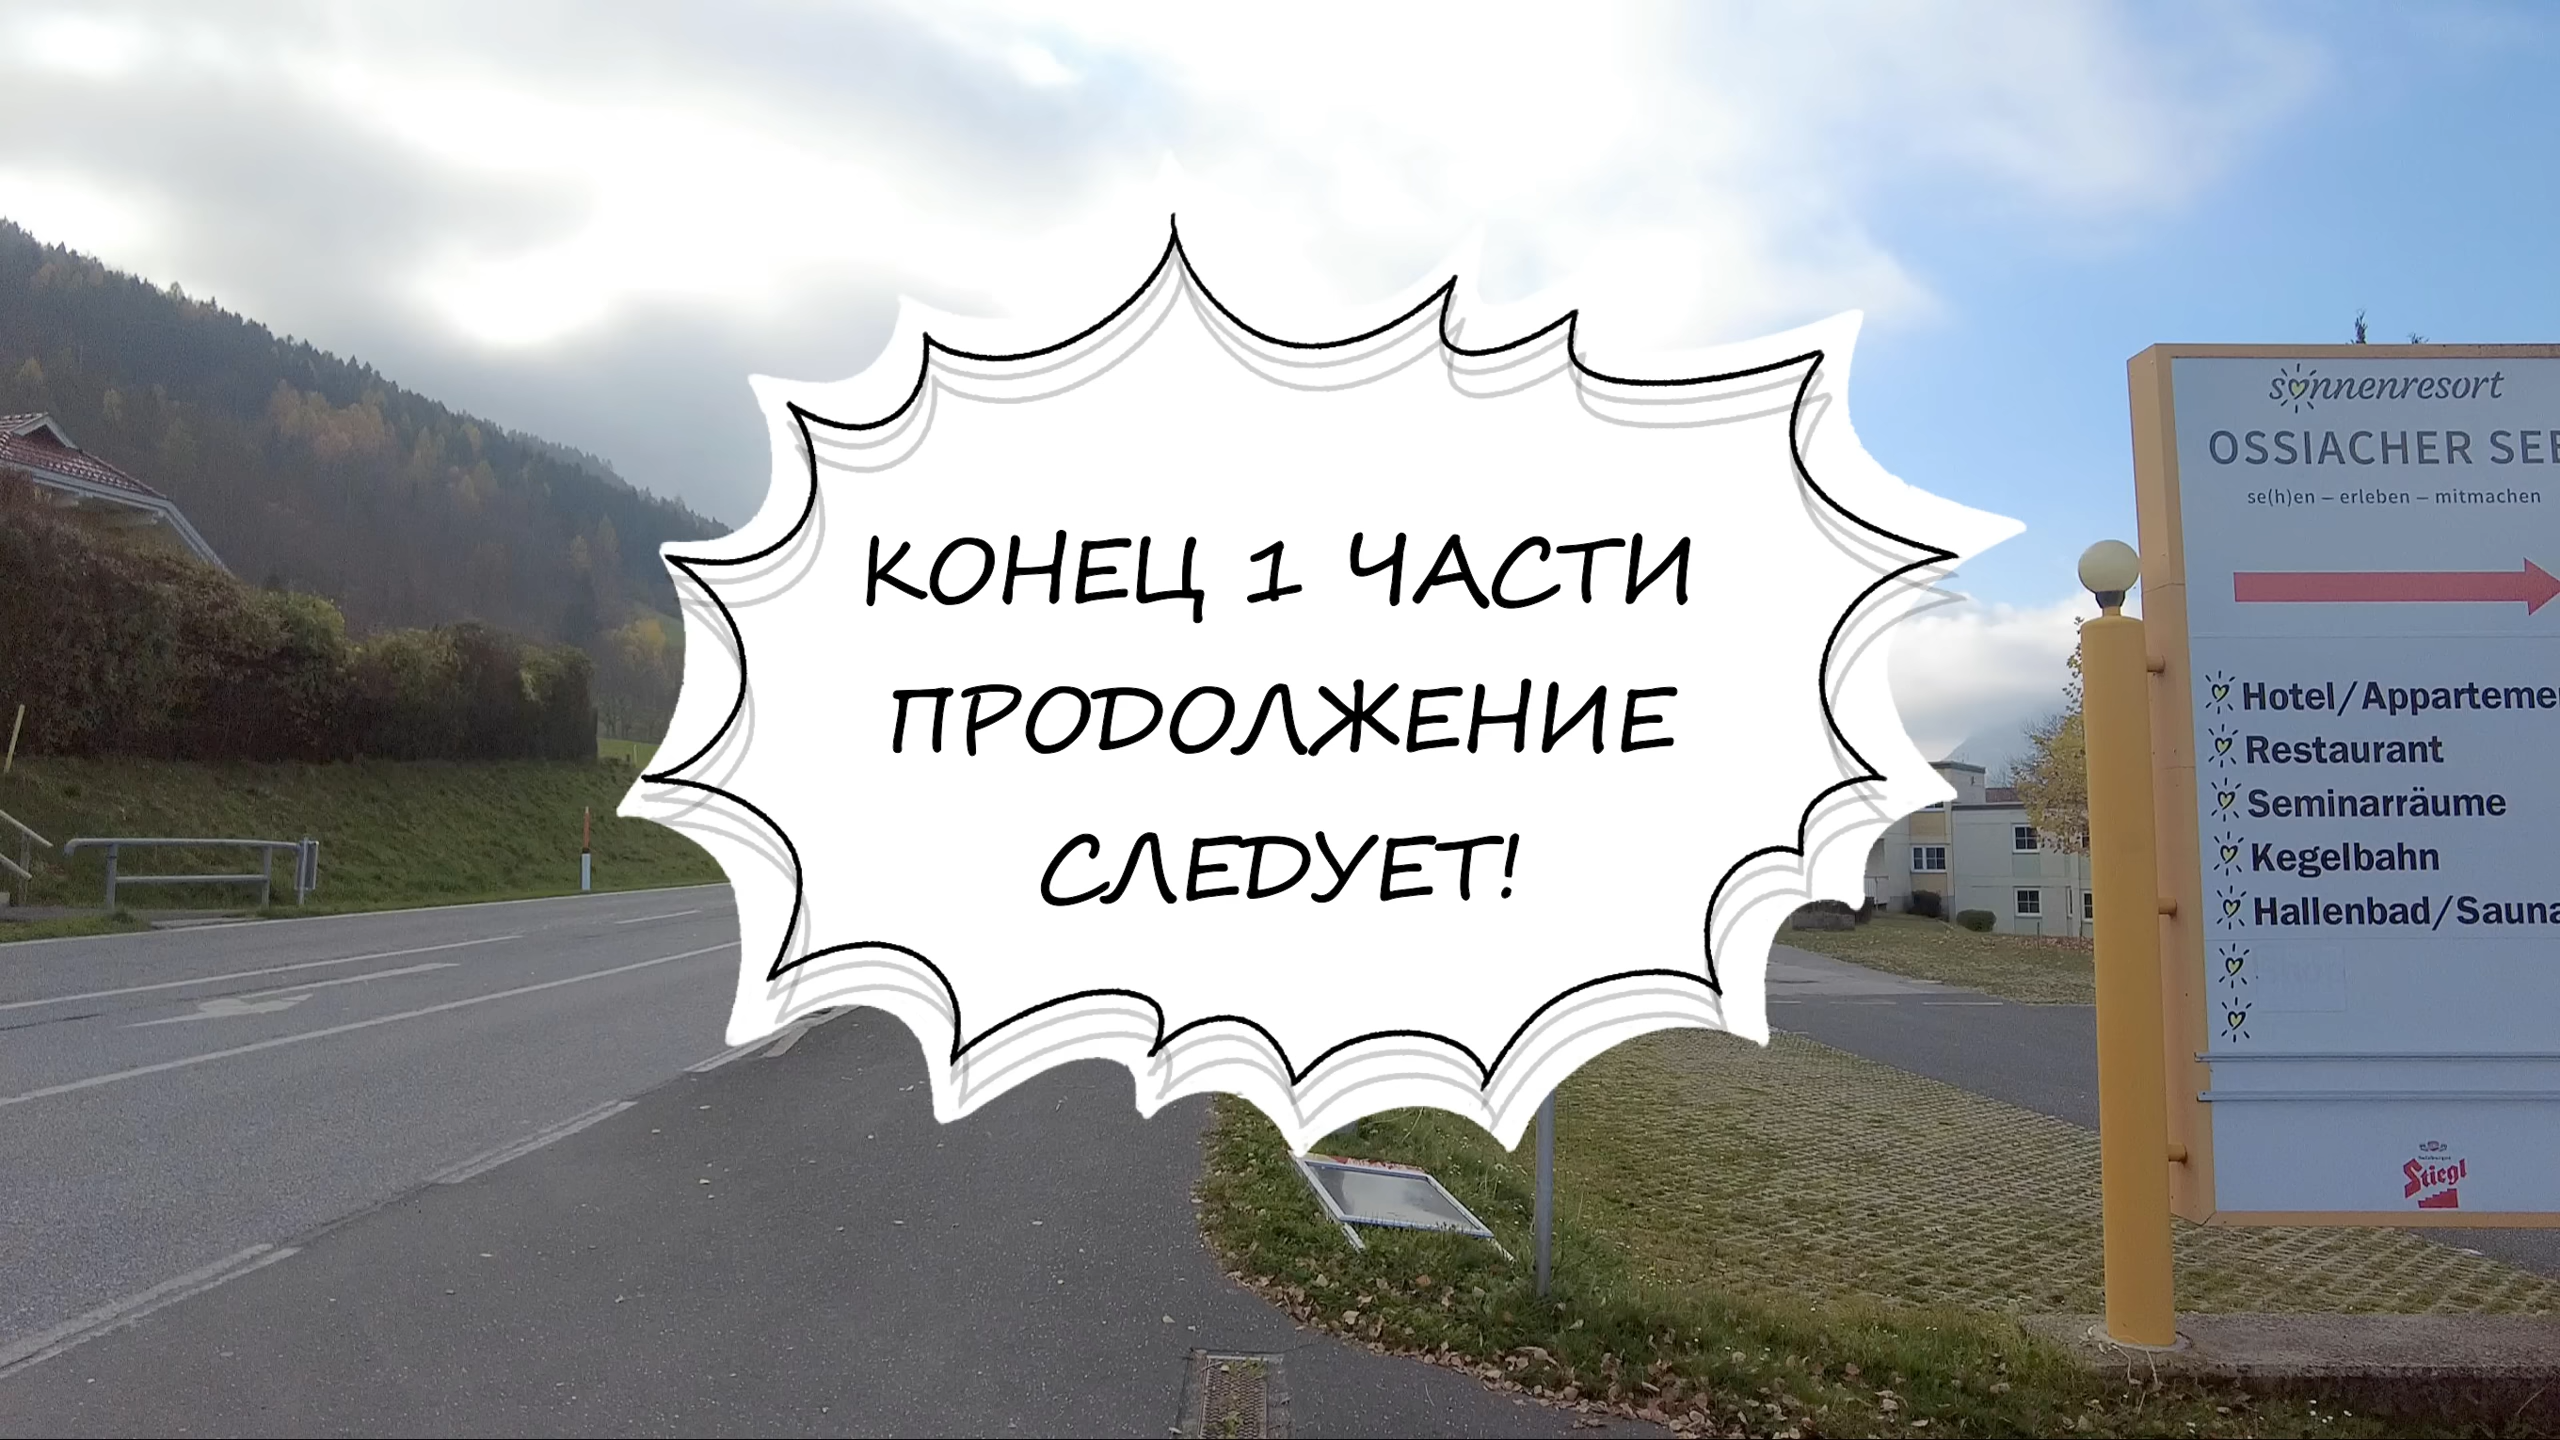 КОНЕЦ 1 ЧАСТИ
ПРОДОЛЖЕНИЕ
СЛЕДУЕТ!
sonnenresort
OSSIACHER SEE
se(h)en – erleben – mitmachen
Hotel/Appartemen
Restaurant
Seminarräume
Kegelbahn
Hallenbad/Sauna
Stiegl